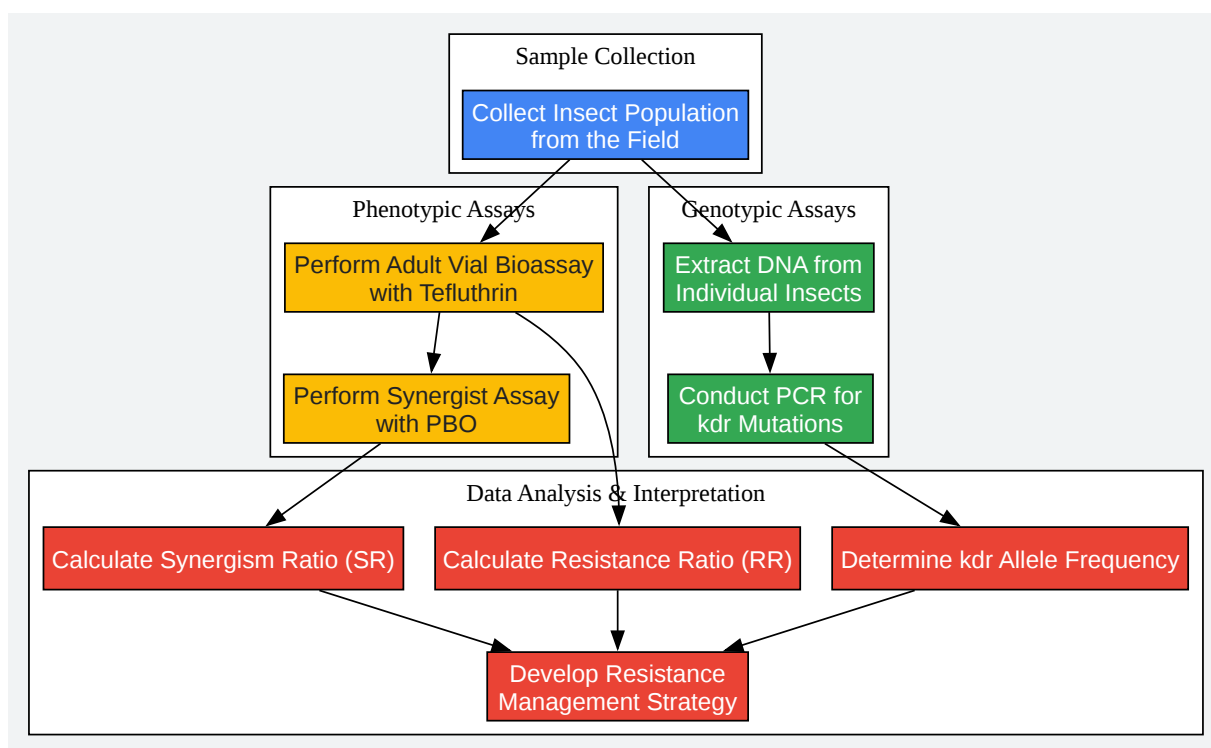 Sample Collection
Collect Insect Population
from the Field
Phenotypic Assays
Genotypic Assays
Perform Adult Vial Bioassay
with Tefluthrin
Extract DNA from
Individual Insects
Perform Synergist Assay
with PBO
Conduct PCR for
kdr Mutations
Data Analysis & Interpretation
Calculate Synergism Ratio (SR)
Calculate Resistance Ratio (RR)
Determine kdr Allele Frequency
Develop Resistance
Management Strategy